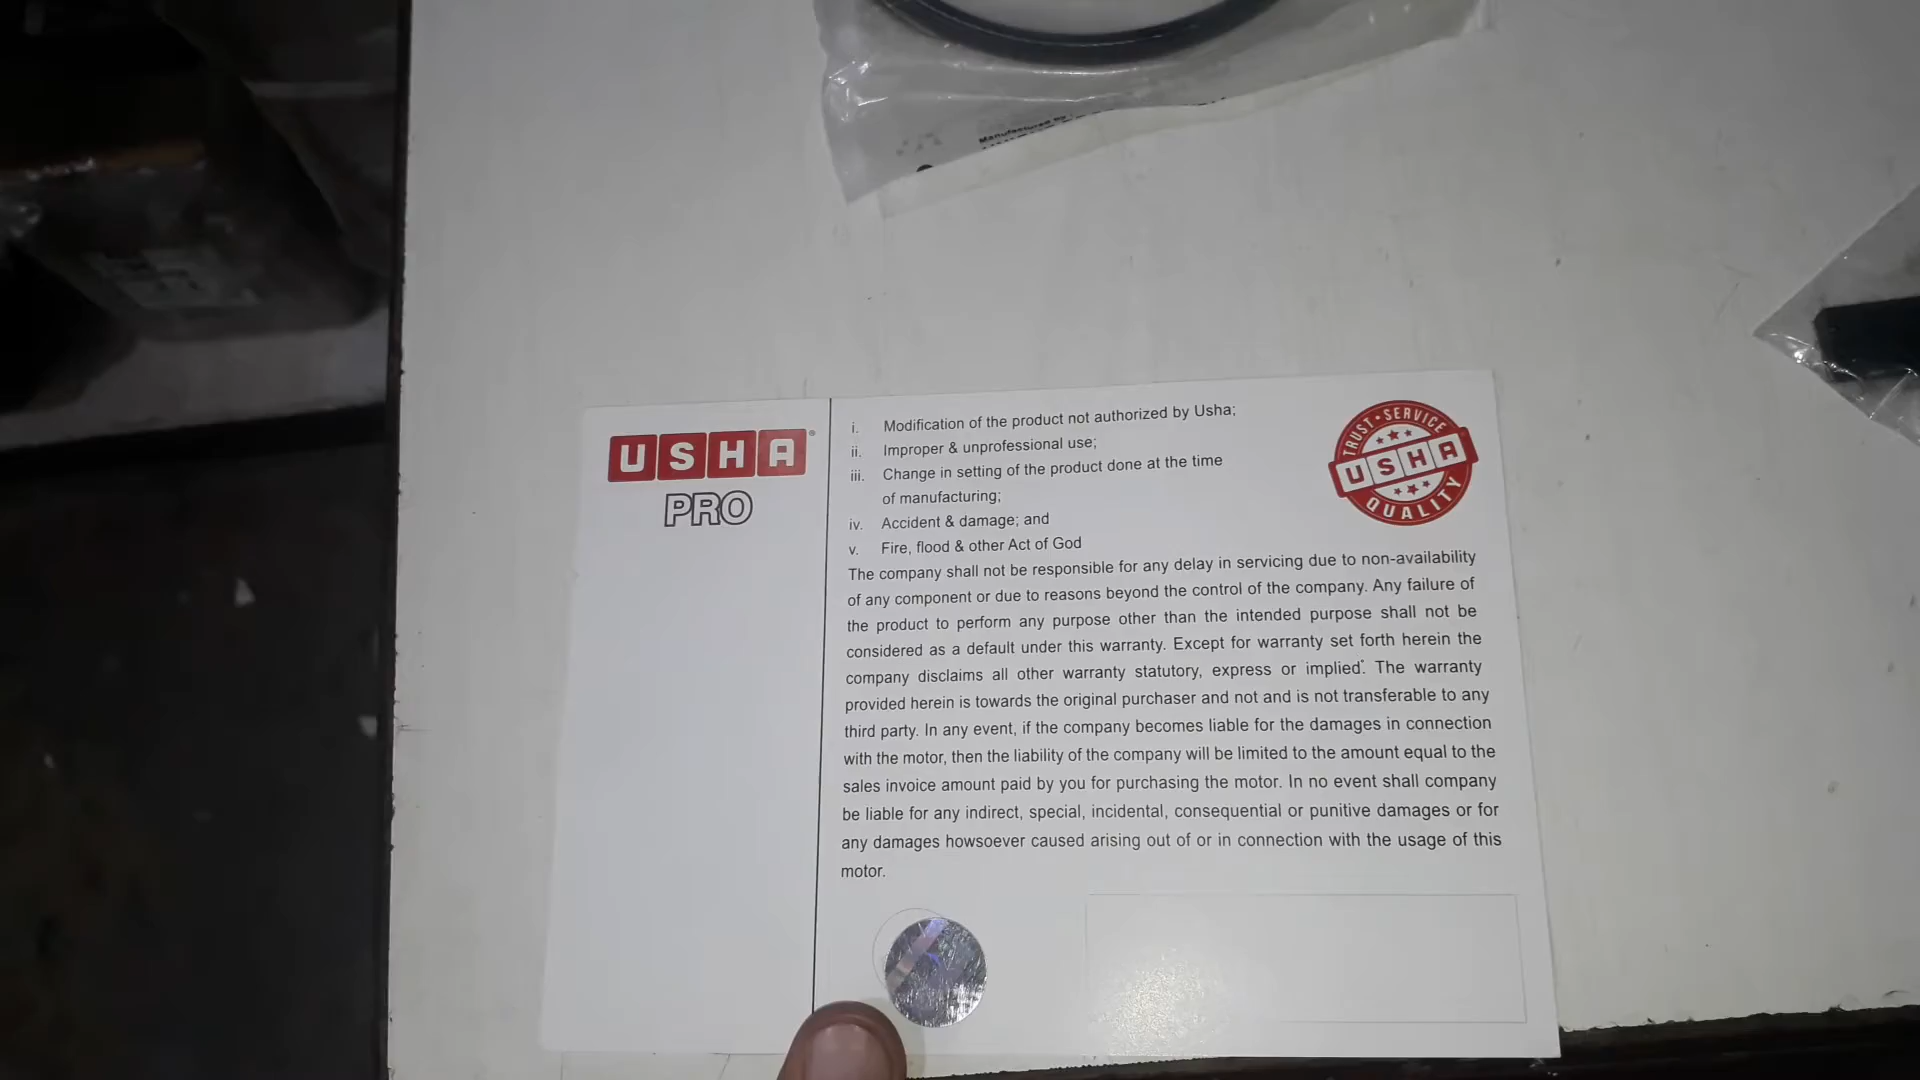 Manufactured by
USHA
PRO
i. Modification of the product not authorized by Usha;
ii. Improper & unprofessional use;
iii. Change in setting of the product done at the time
of manufacturing;
iv. Accident & damage; and
v. Fire, flood & other Act of God
TRUST • SERVICE
USHA
QUALITY
The company shall not be responsible for any delay in servicing due to non-availability
of any component or due to reasons beyond the control of the company. Any failure of
the product to perform any purpose other than the intended purpose shall not be
considered as a default under this warranty. Except for warranty set forth herein the
company disclaims all other warranty statutory, express or implied. The warranty
provided herein is towards the original purchaser and not and is not transferable to any
third party. In any event, if the company becomes liable for the damages in connection
with the motor, then the liability of the company will be limited to the amount equal to the
sales invoice amount paid by you for purchasing the motor. In no event shall company
be liable for any indirect, special, incidental, consequential or punitive damages or for
any damages howsoever caused arising out of or in connection with the usage of this
motor.